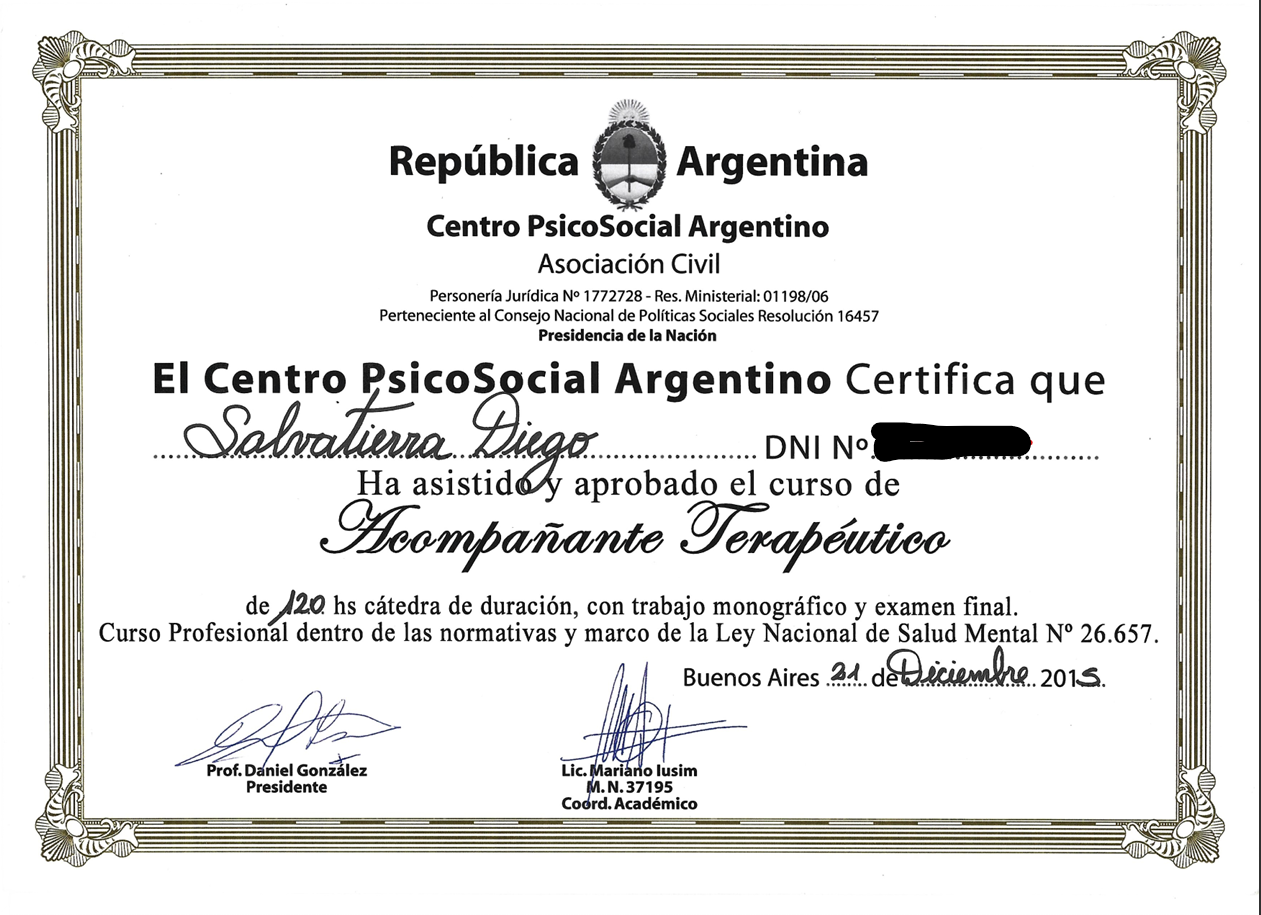 República Argentina
Centro PsicoSocial Argentino
Asociación Civil
Personería Jurídica Nº 1772728 - Res. Ministerial: 01198/06
Perteneciente al Consejo Nacional de Políticas Sociales Resolución 16457
Presidencia de la Nación
El Centro PsicoSocial Argentino Certifica que
Salvatierra Diego DNI Nº
Ha asistido y aprobado el curso de
Acompañante Terapéutico
de 120 hs cátedra de duración, con trabajo monográfico y examen final.
Curso Profesional dentro de las normativas y marco de la Ley Nacional de Salud Mental Nº 26.657.
Buenos Aires 21 de Diciembre 2015.
Prof. Daniel González
Presidente
Lic. Mariano Iusim
M. N. 37195
Coord. Académico